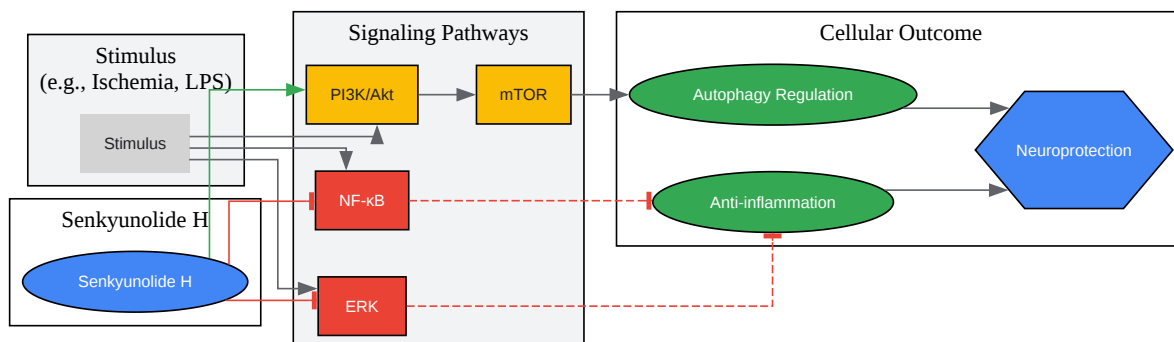 Stimulus
(e.g., Ischemia, LPS)
Stimulus
Senkyunolide H
Senkyunolide H
Signaling Pathways
PI3K/Akt
mTOR
NF-κB
ERK
Cellular Outcome
Autophagy Regulation
Anti-inflammation
Neuroprotection